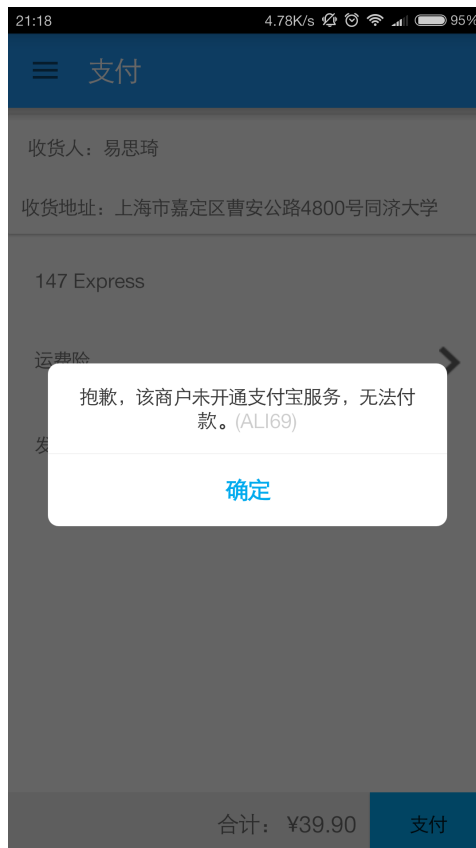 21:18 4.78K/s 95%
支付
收货人：易思琦
收货地址：上海市嘉定区曹安公路4800号同济大学
147 Express
运费险
抱歉，该商户未开通支付宝服务，无法付
款。(ALI69)
发
确定
合计： ¥39.90 支付